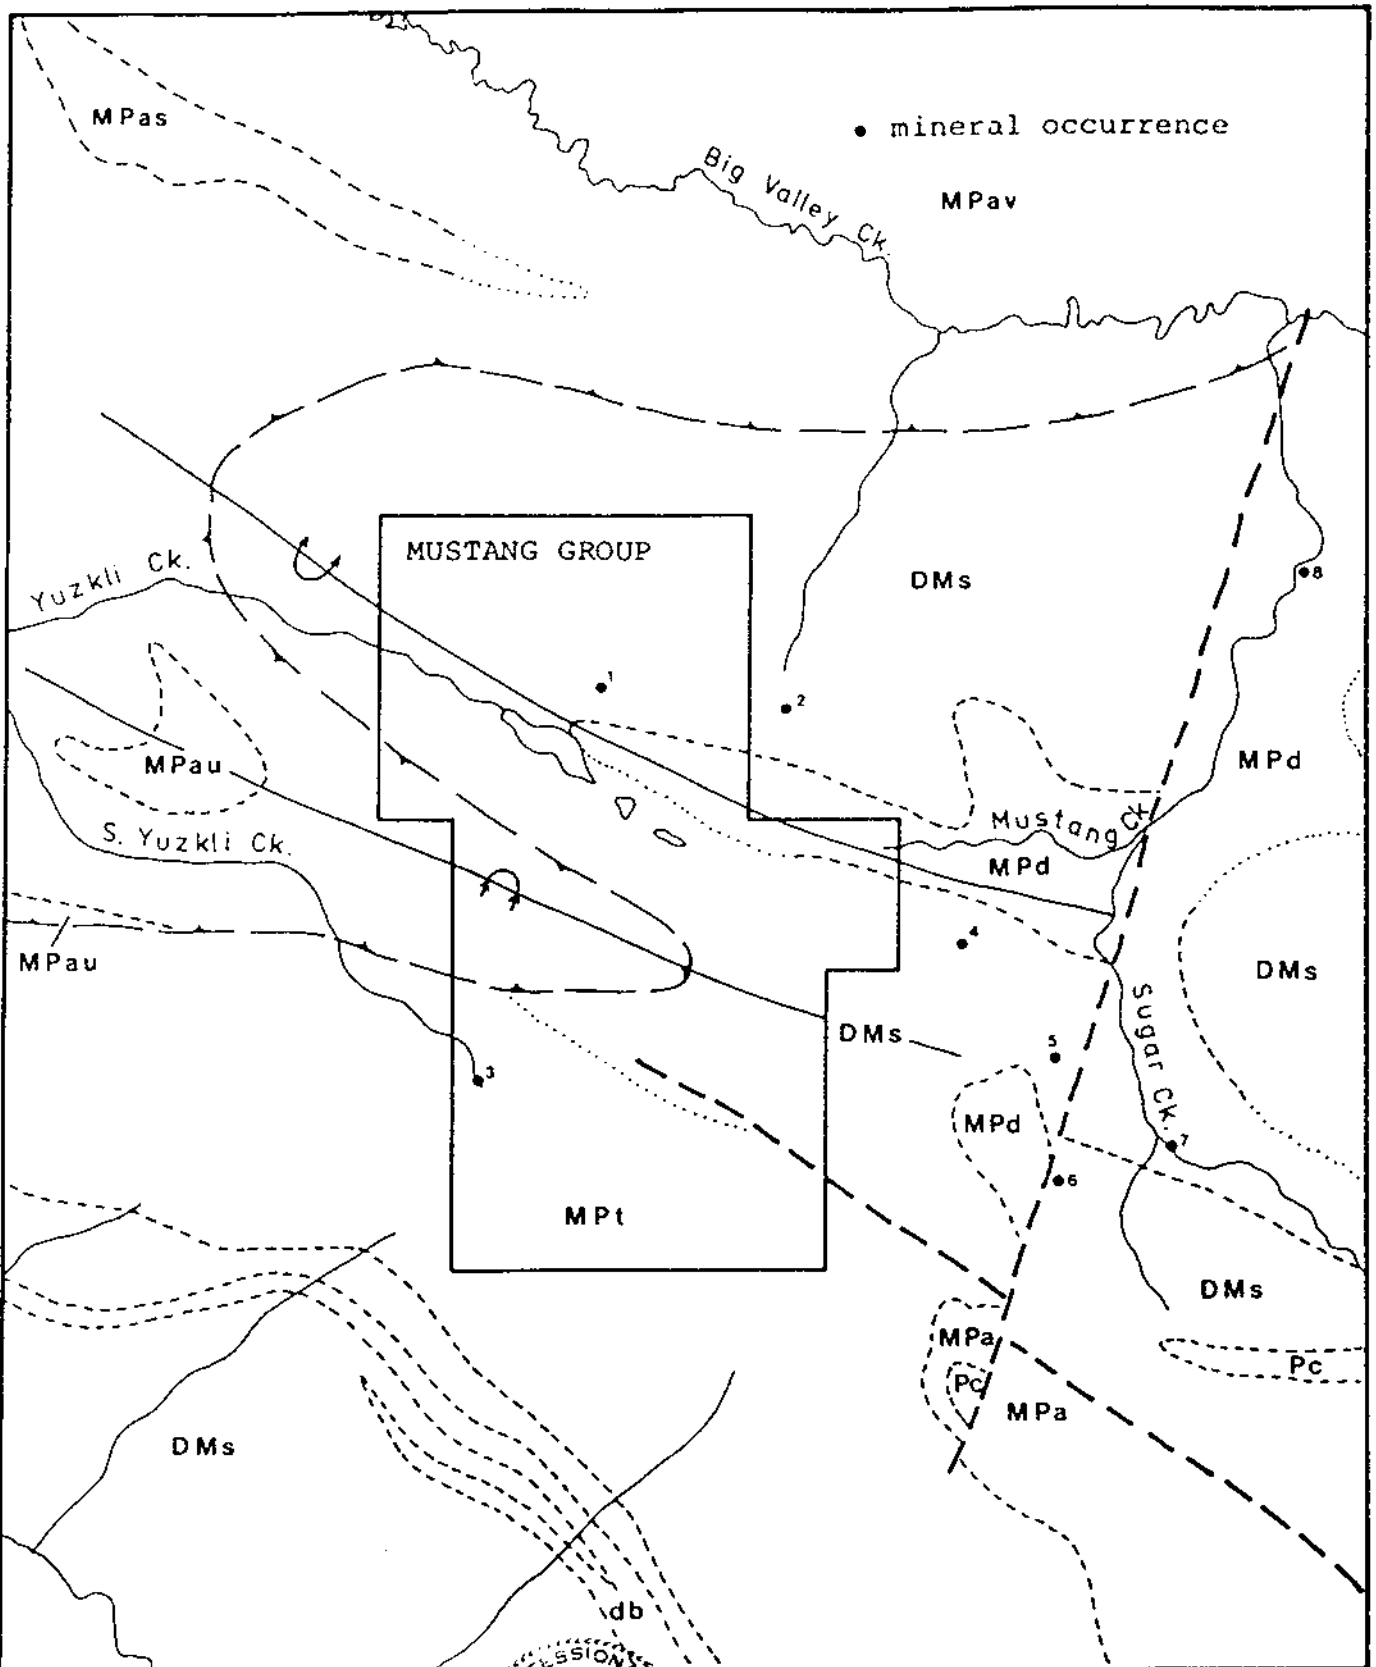 MPas
• mineral occurrence
Big Valley Ck.
MPav
MUSTANG GROUP
Yuzkli Ck.
DMs
8
1
2
MPd
MPau
Mustang Ck.
S. Yuzkli Ck.
MPd
4
MPau
DMs
Sugar Ck.
DMs
5
3
MPd
7
6
MPt
DMs
MPa
Pc
Pc
MPa
DMs
db